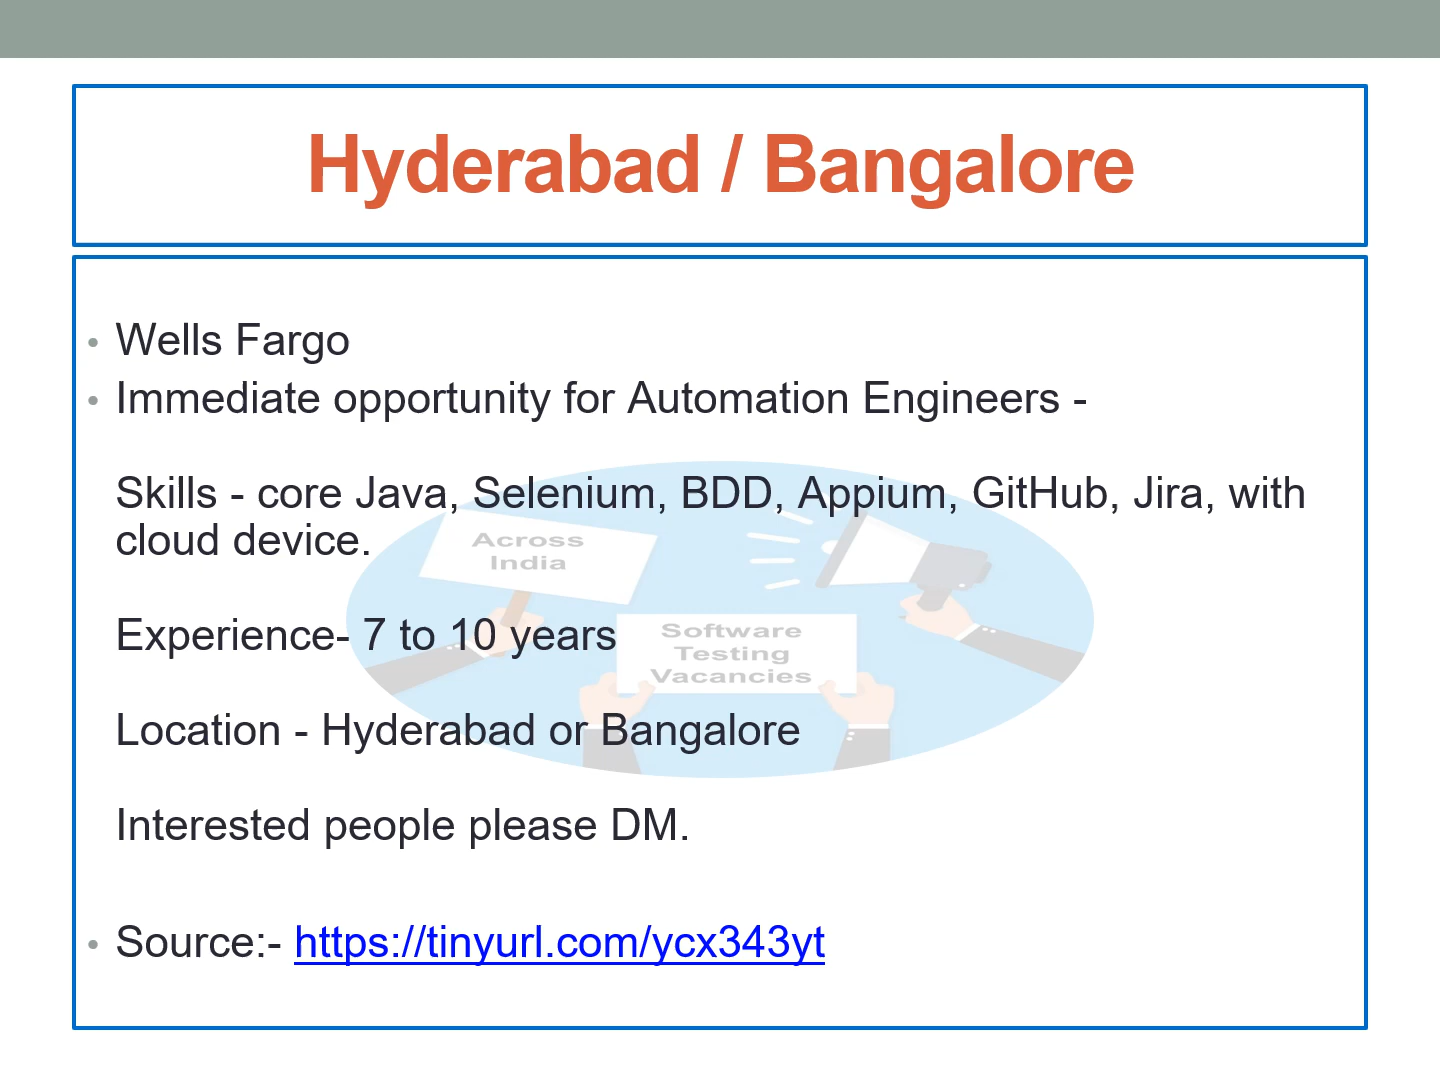 Hyderabad / Bangalore
• Wells Fargo
• Immediate opportunity for Automation Engineers -
Skills - core Java, Selenium, BDD, Appium, GitHub, Jira, with
cloud device.
Across
India
Experience- 7 to 10 years
Software
Testing
Vacancies
Location - Hyderabad or Bangalore
Interested people please DM.
• Source:- https://tinyurl.com/ycx343yt